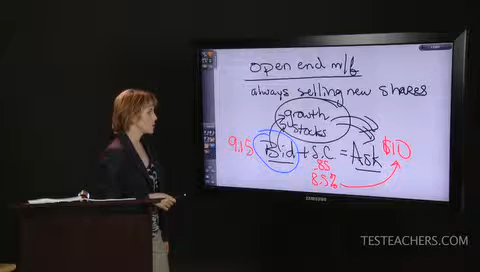 open end m/f
always selling new shares
growth
stocks
9.15 Bid + S.C = Ask $10
.85
8.5%
SAMSUNG
TESTEACHERS.COM